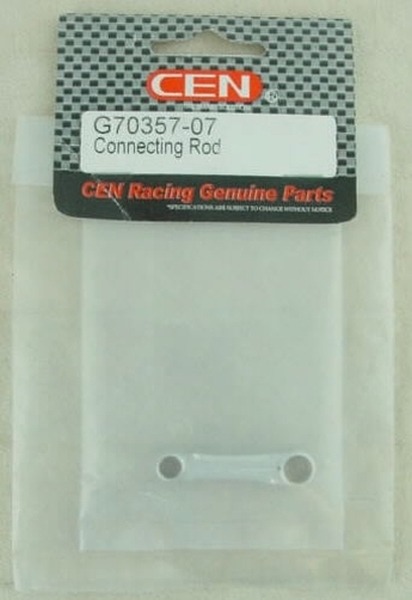 CEN®
G70357-07
Connecting Rod
CEN Racing Genuine Parts
*SPECIFICATIONS ARE SUBJECT TO CHANGE WITHOUT NOTICE